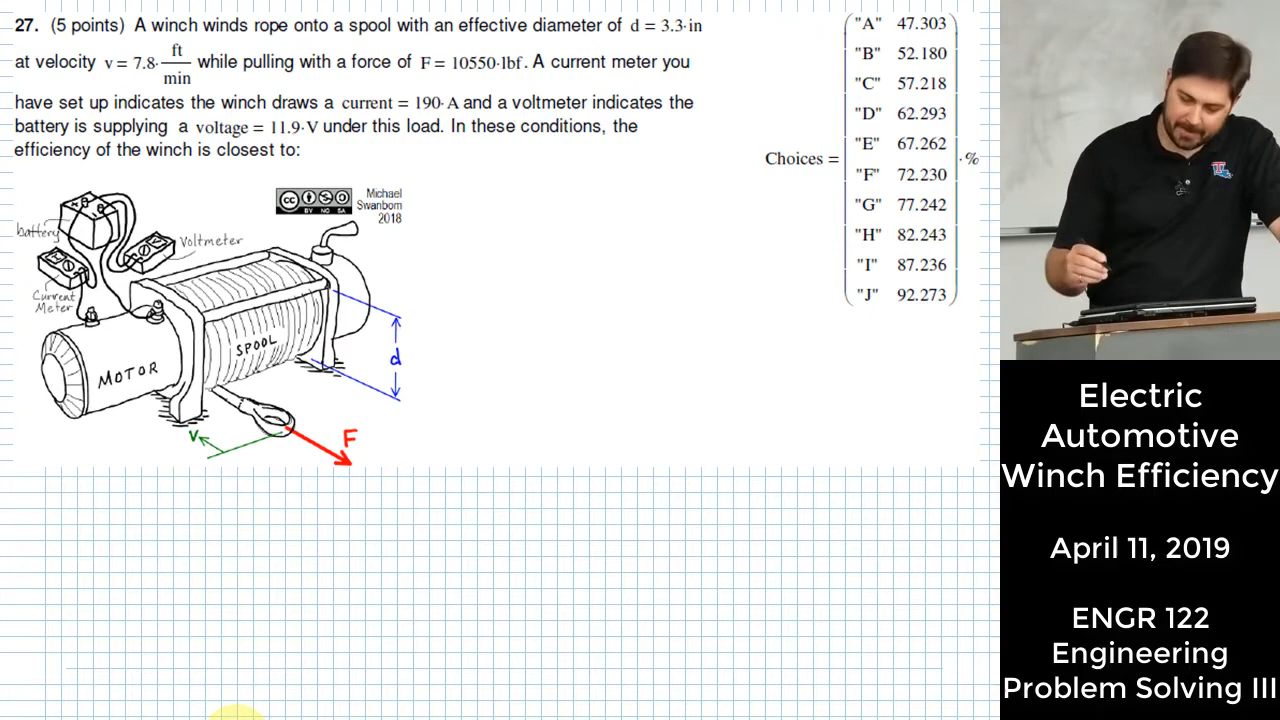 27. (5 points) A winch winds rope onto a spool with an effective diameter of d = 3.3·in
at velocity v = 7.8· ft/min while pulling with a force of F = 10550·lbf. A current meter you
have set up indicates the winch draws a current = 190·A and a voltmeter indicates the
battery is supplying a voltage = 11.9·V under this load. In these conditions, the
efficiency of the winch is closest to:
Choices =
"A" 47.303
"B" 52.180
"C" 57.218
"D" 62.293
"E" 67.262
"F" 72.230
"G" 77.242
"H" 82.243
"I" 87.236
"J" 92.273
·%
cc BY NC SA
Michael
Swanbom
2018
battery
Voltmeter
Current
Meter
MOTOR
SPOOL
d
v
F
Electric
Automotive
Winch Efficiency
April 11, 2019
ENGR 122
Engineering
Problem Solving III